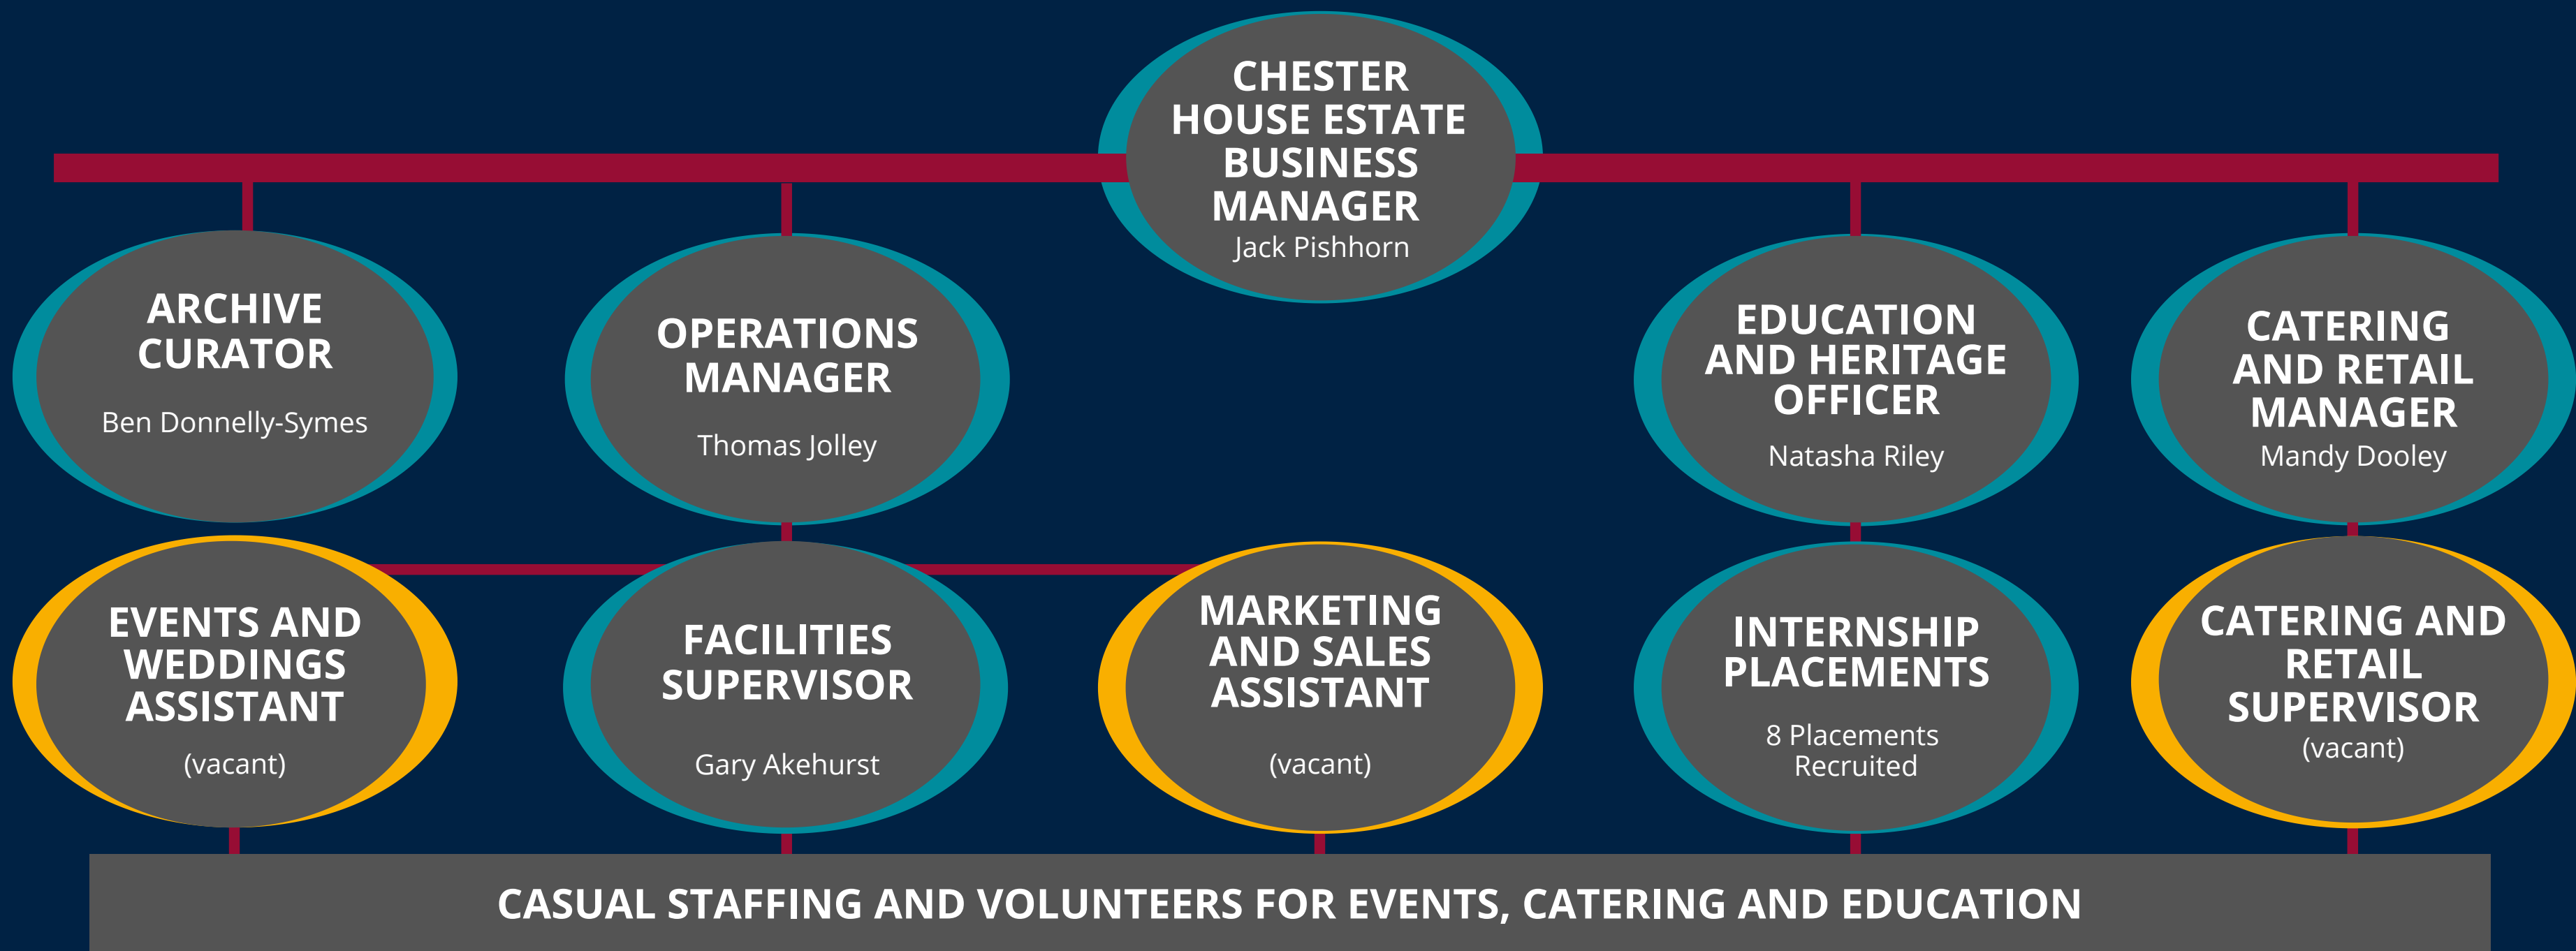 CHESTER
HOUSE ESTATE
BUSINESS
MANAGER
Jack Pishhorn
ARCHIVE
CURATOR
Ben Donnelly-Symes
OPERATIONS
MANAGER
Thomas Jolley
EDUCATION
AND HERITAGE
OFFICER
Natasha Riley
CATERING
AND RETAIL
MANAGER
Mandy Dooley
EVENTS AND
WEDDINGS
ASSISTANT
(vacant)
FACILITIES
SUPERVISOR
Gary Akehurst
MARKETING
AND SALES
ASSISTANT
(vacant)
INTERNSHIP
PLACEMENTS
8 Placements
Recruited
CATERING AND
RETAIL
SUPERVISOR
(vacant)
CASUAL STAFFING AND VOLUNTEERS FOR EVENTS, CATERING AND EDUCATION